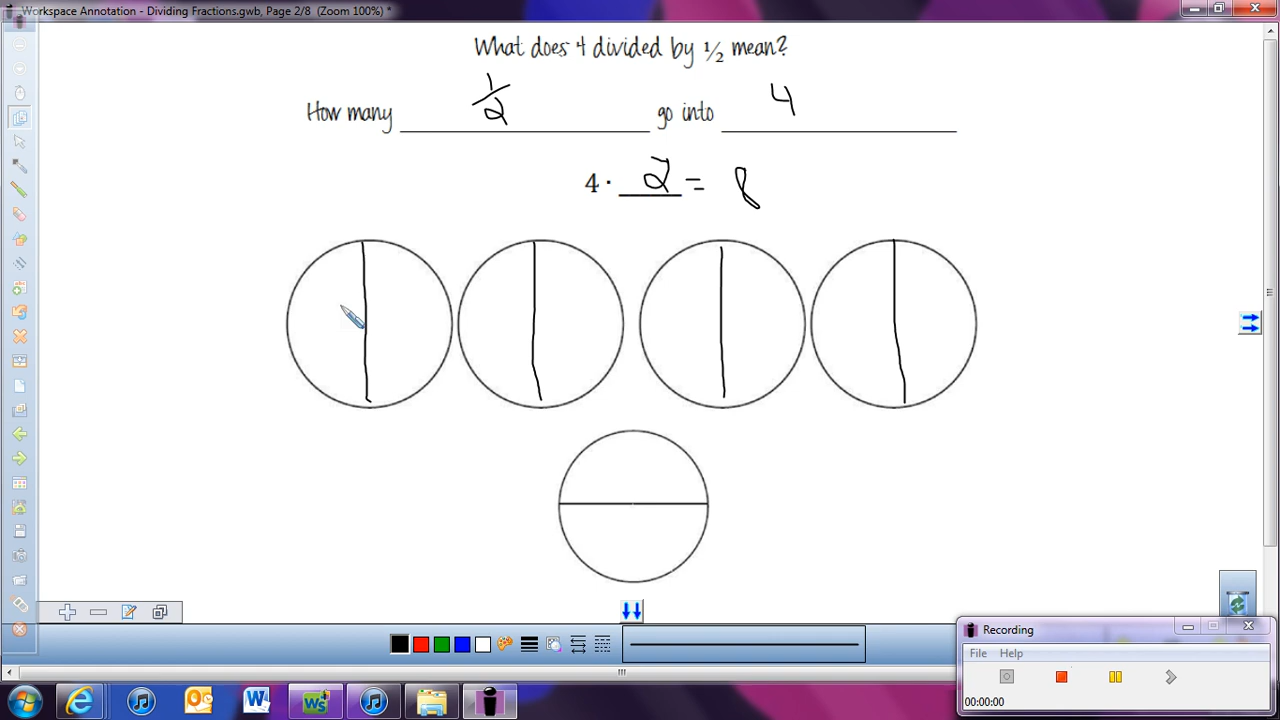 Workspace Annotation - Dividing Fractions.gwb, Page 2/8 (Zoom 100%) *
What does 4 divided by ½ mean?
How many 1/2 go into 4
4 · 2 = 8
Recording
File Help
00:00:00